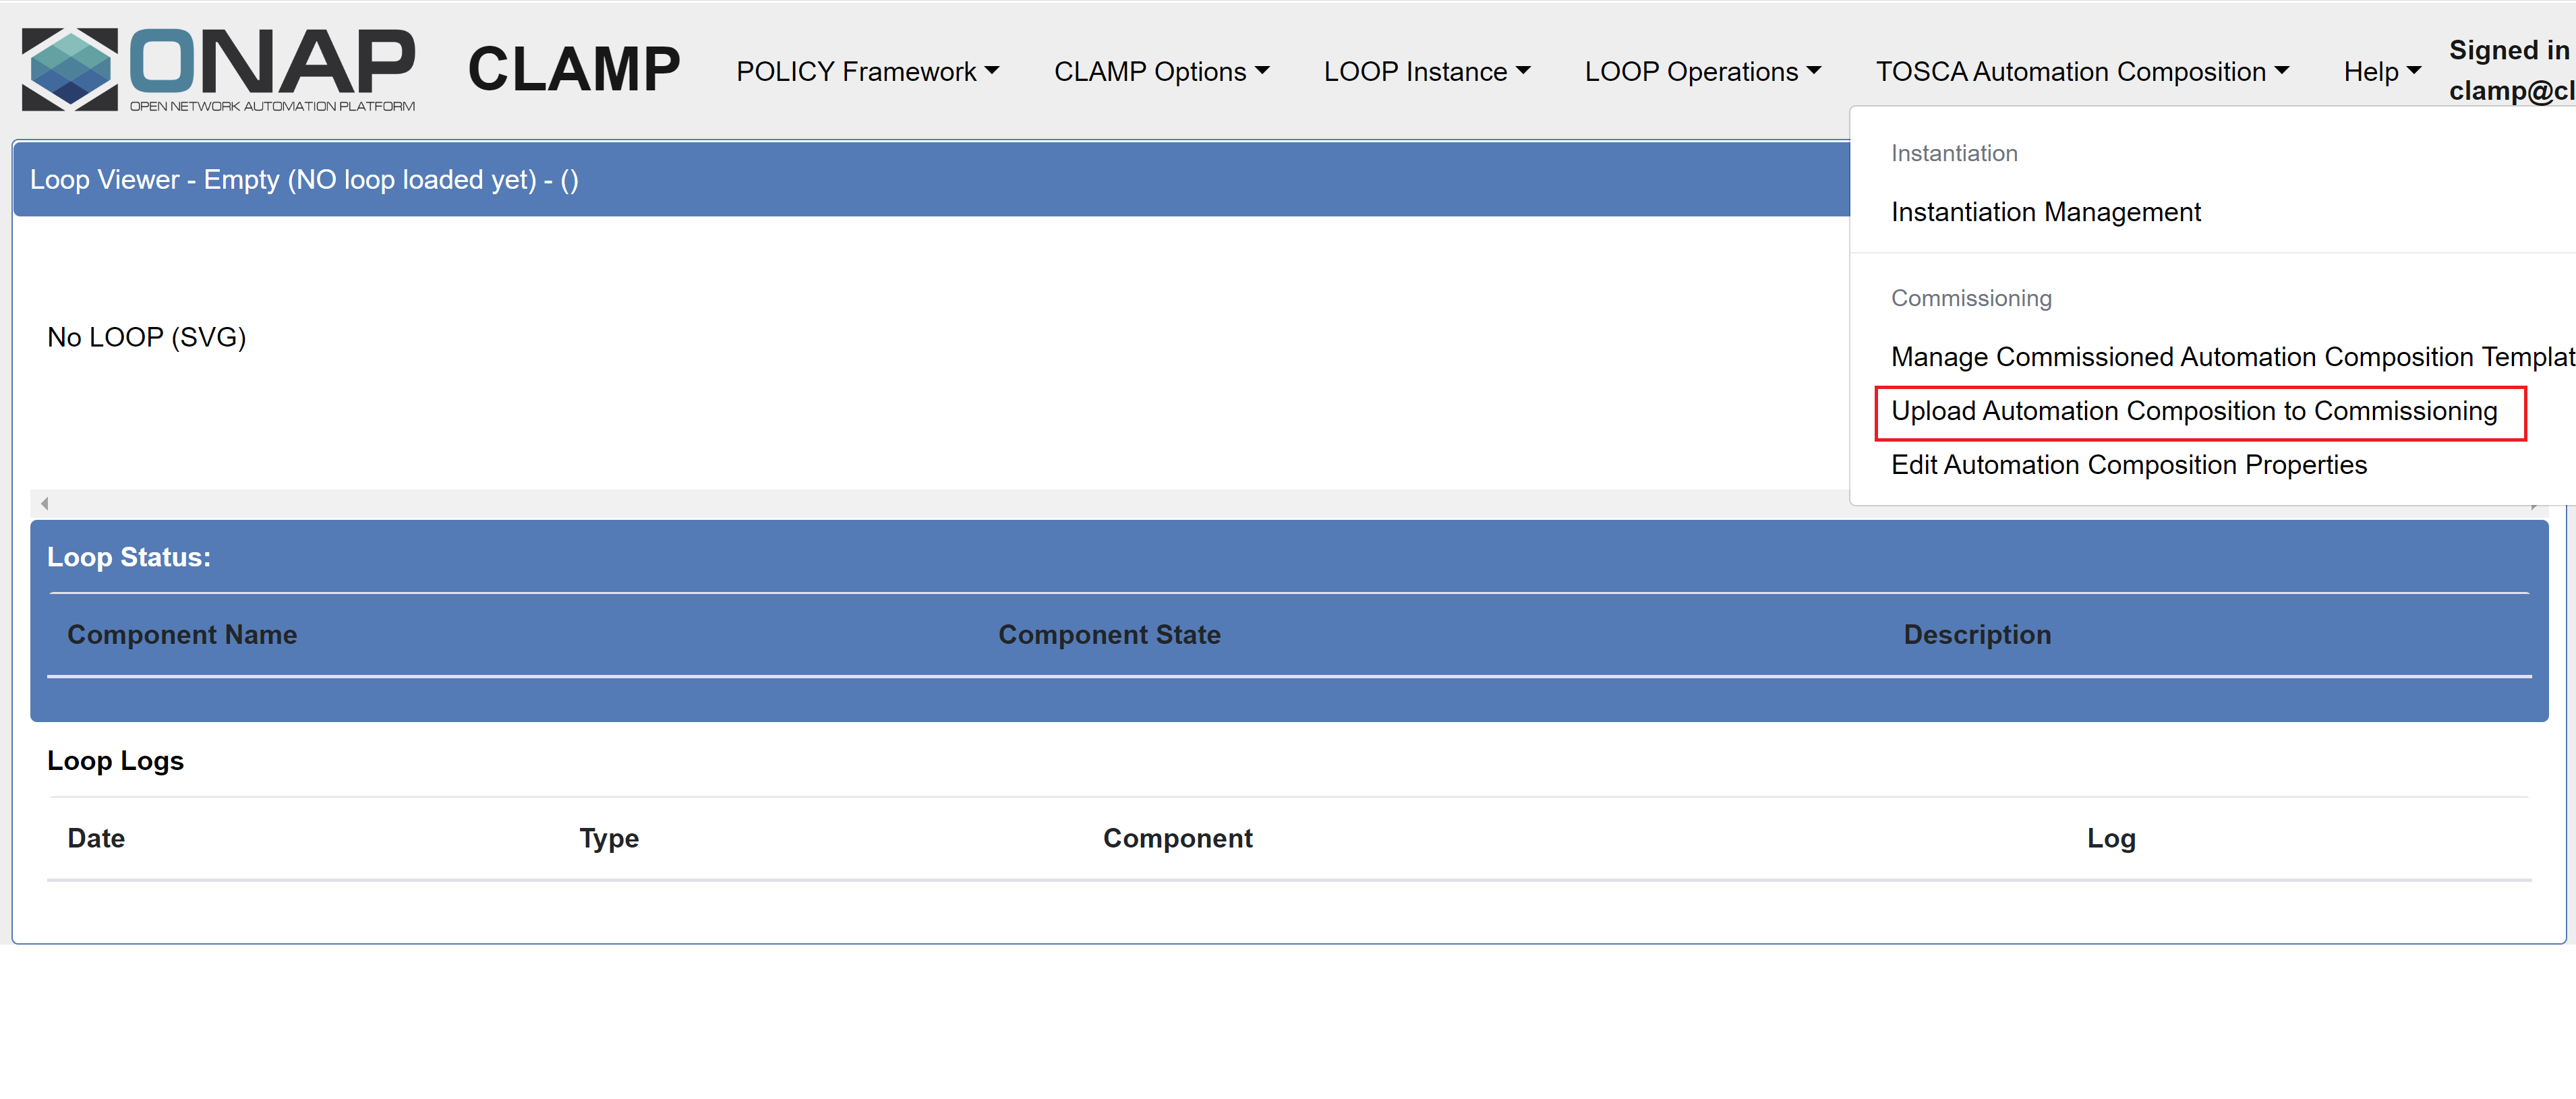 ONAP
OPEN NETWORK AUTOMATION PLATFORM
CLAMP
POLICY Framework
CLAMP Options
LOOP Instance
LOOP Operations
TOSCA Automation Composition
Help
Signed in
clamp@cl
Instantiation
Instantiation Management
Commissioning
Manage Commissioned Automation Composition Templat
Upload Automation Composition to Commissioning
Edit Automation Composition Properties
Loop Viewer - Empty (NO loop loaded yet) - ()
No LOOP (SVG)
Loop Status:
Component Name Component State Description
Loop Logs
Date Type Component Log